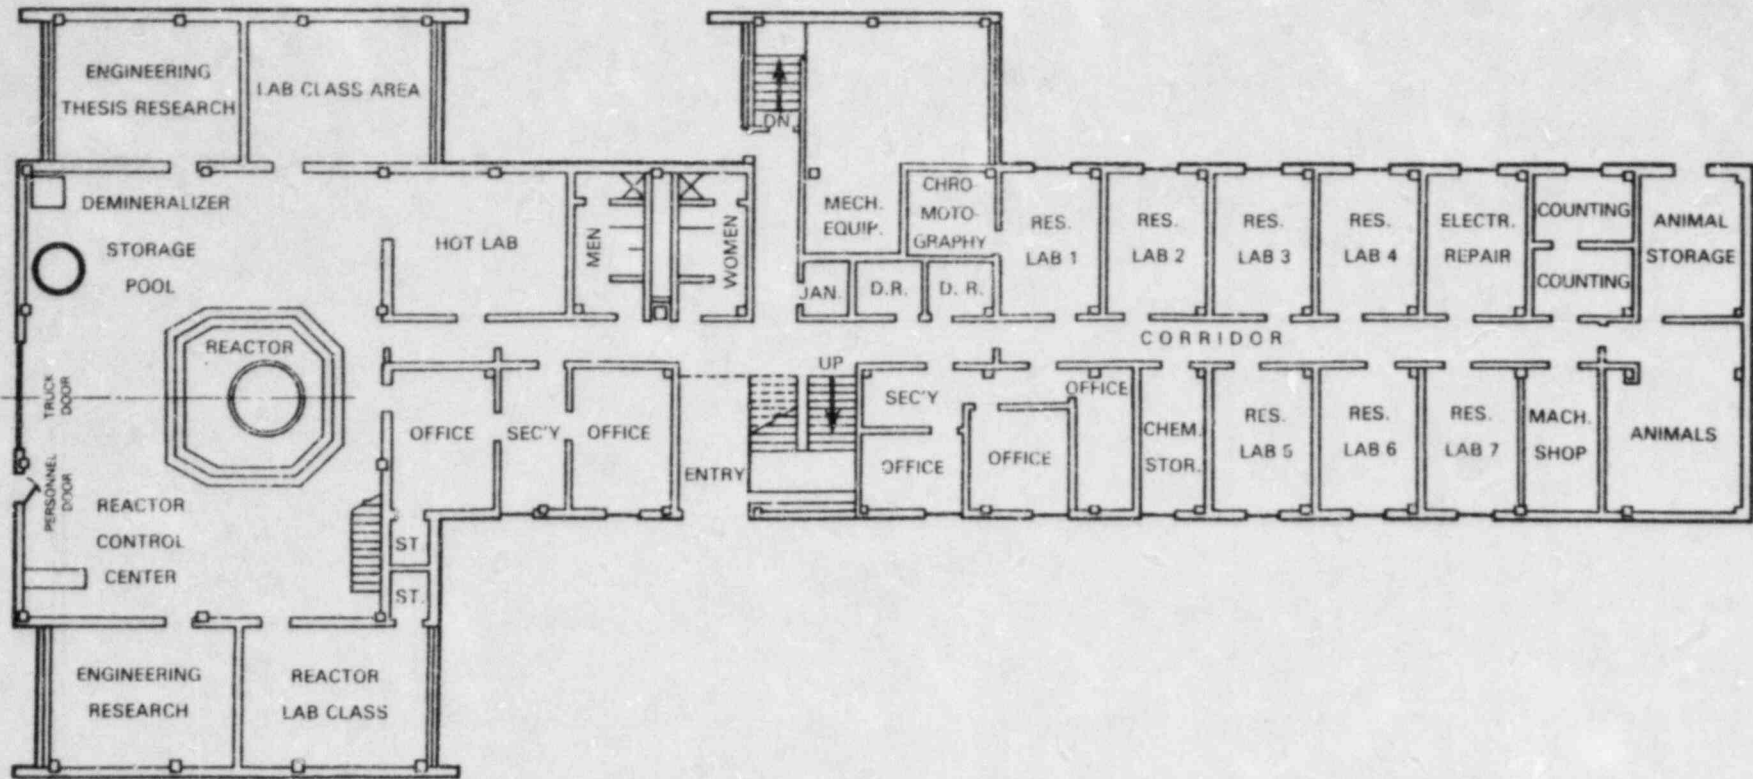 ENGINEERING
THESIS RESEARCH
LAB CLASS AREA
DN.
DEMINERALIZER
STORAGE
POOL
HOT LAB
MEN
WOMEN
MECH.
EQUIP.
CHRO-
MOTO-
GRAPHY
JAN.
D.R.
D. R.
RES.
LAB 1
RES.
LAB 2
RES.
LAB 3
RES.
LAB 4
ELECTR.
REPAIR
COUNTING
COUNTING
ANIMAL
STORAGE
CORRIDOR
REACTOR
TRUCK
DOOR
PERSONNEL
DOOR
REACTOR
CONTROL
CENTER
OFFICE
SEC'Y
OFFICE
ENTRY
UP
SEC'Y
OFFICE
OFFICE
OFFICE
CHEM.
STOR.
RES.
LAB 5
RES.
LAB 6
RES.
LAB 7
MACH.
SHOP
ANIMALS
ST.
ST.
ENGINEERING
RESEARCH
REACTOR
LAB CLASS